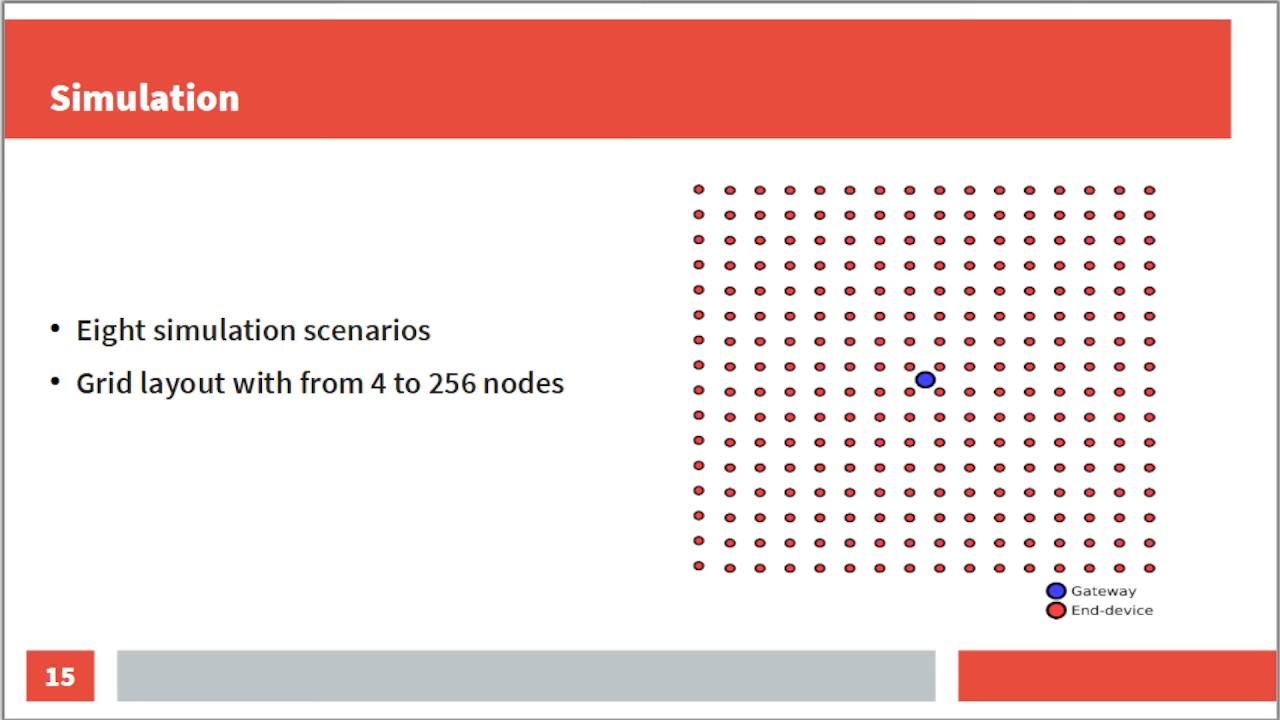 Simulation
• Eight simulation scenarios
• Grid layout with from 4 to 256 nodes
Gateway
End-device
15